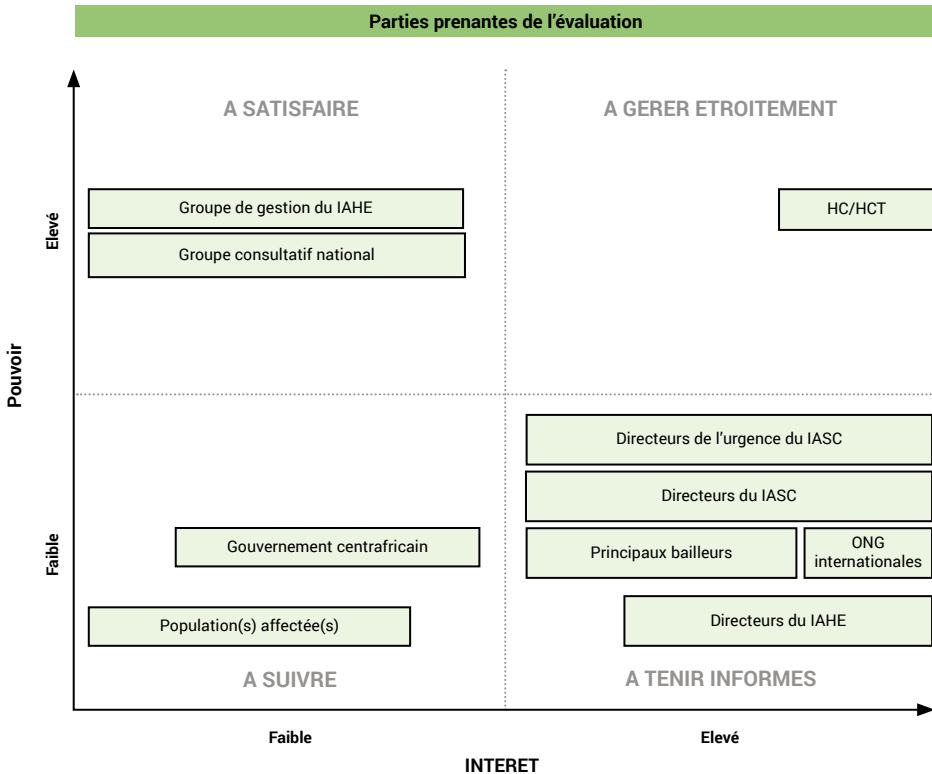 Parties prenantes de l'évaluation
A SATISFAIRE
A GERER ETROITEMENT
Groupe de gestion du IAHE
HC/HCT
Elevé
Groupe consultatif national
Pouvoir
Directeurs de l'urgence du IASC
Directeurs du IASC
Faible
Gouvernement centrafricain
Principaux bailleurs
ONG
internationales
Population(s) affectée(s)
Directeurs du IAHE
A SUIVRE
A TENIR INFORMES
Faible
Elevé
INTERET